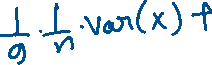 1/9 · 1/n · var(x) +